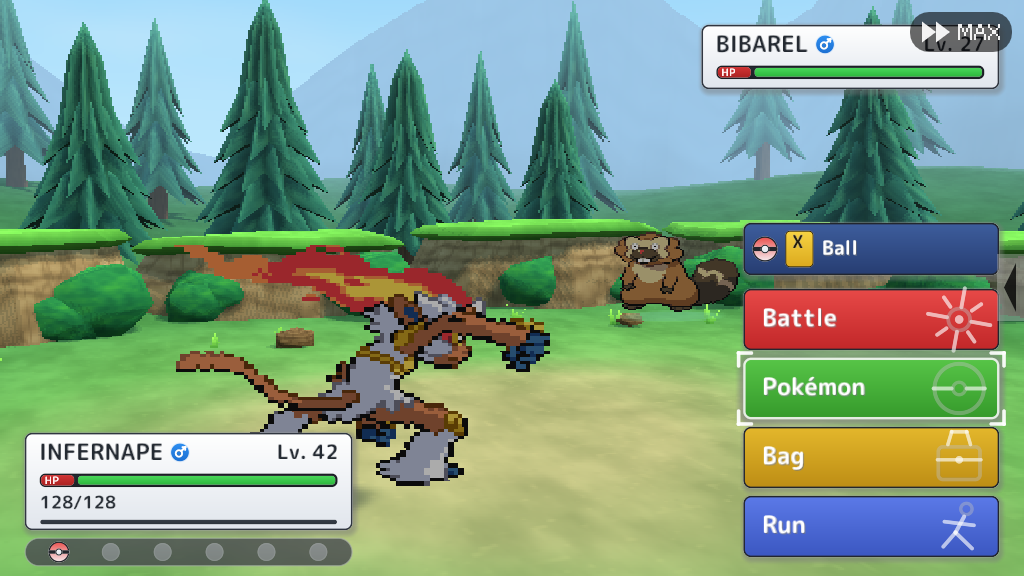 MAX
BIBAREL Lv. 27
HP
X Ball
Battle
Pokémon
Bag
Run
INFERNAPE Lv. 42
HP
128/128